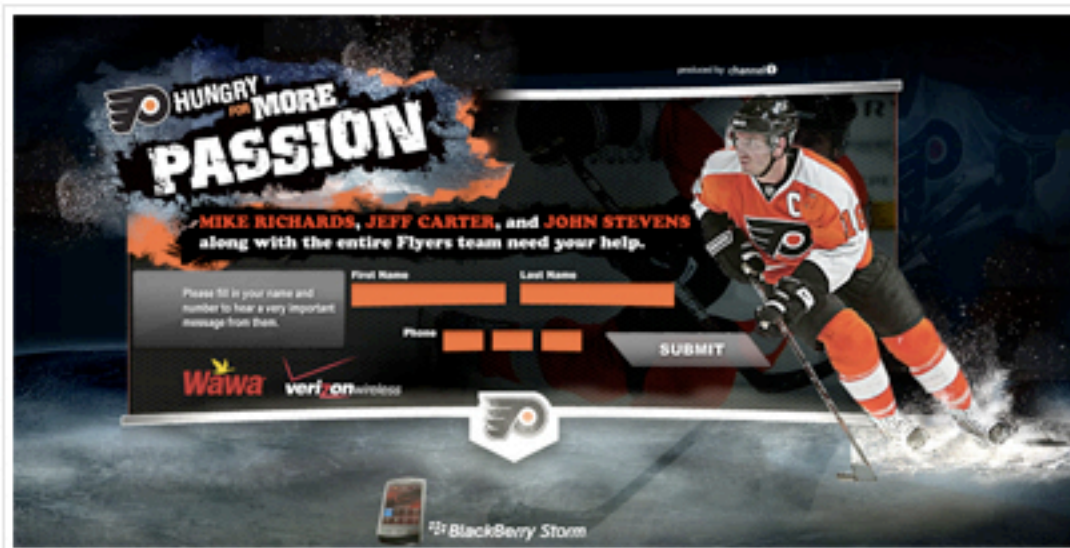 produced by channel 1
HUNGRY
FOR MORE
PASSION
MIKE RICHARDS, JEFF CARTER, and JOHN STEVENS
along with the entire Flyers team need your help.
First Name Last Name
Please fill in your name and
number to hear a very important
message from them.
Phone
SUBMIT
Wawa verizonwireless
C
BlackBerry Storm